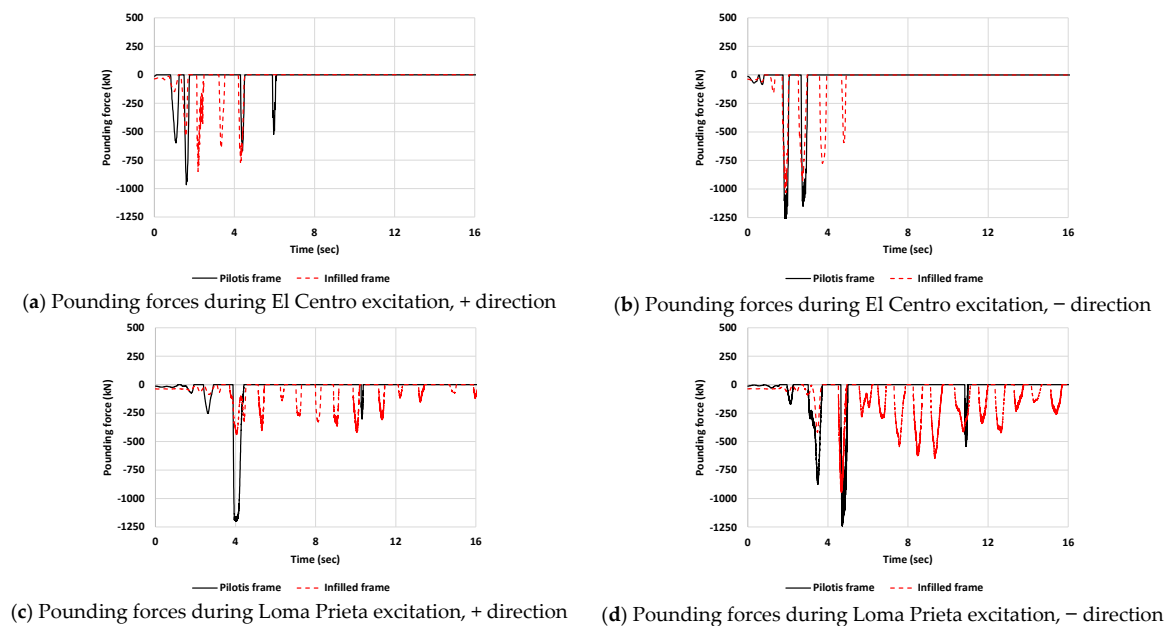 500
250
0
-250
-500
-750
-1000
-1250
Pounding force (kN)
0 4 8 12 16
Time (sec)
Pilotis frame Infilled frame
(a) Pounding forces during El Centro excitation, + direction
500
250
0
-250
-500
-750
-1000
-1250
Pounding force (kN)
0 4 8 12 16
Time (sec)
Pilotis frame Infilled frame
(b) Pounding forces during El Centro excitation, − direction
500
250
0
-250
-500
-750
-1000
-1250
Pounding force (kN)
0 4 8 12 16
Time (sec)
Pilotis frame Infilled frame
(c) Pounding forces during Loma Prieta excitation, + direction
500
250
0
-250
-500
-750
-1000
-1250
Pounding force (kN)
0 4 8 12 16
Time (sec)
Pilotis frame Infilled frame
(d) Pounding forces during Loma Prieta excitation, − direction